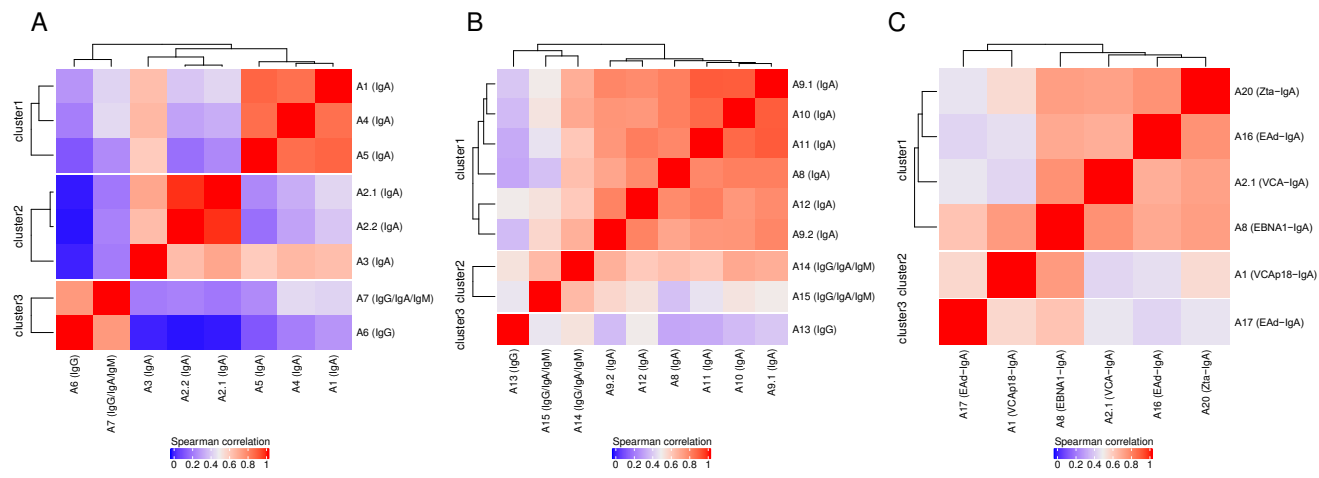 A
cluster1
cluster2
cluster3
A1 (IgA)
A4 (IgA)
A5 (IgA)
A2.1 (IgA)
A2.2 (IgA)
A3 (IgA)
A7 (IgG/IgA/IgM)
A6 (IgG)
A6 (IgG)
A7 (IgG/IgA/IgM)
A3 (IgA)
A2.2 (IgA)
A2.1 (IgA)
A5 (IgA)
A4 (IgA)
A1 (IgA)
Spearman correlation
0 0.2 0.4 0.6 0.8 1
B
cluster1
cluster2
cluster3
A9.1 (IgA)
A10 (IgA)
A11 (IgA)
A8 (IgA)
A12 (IgA)
A9.2 (IgA)
A14 (IgG/IgA/IgM)
A15 (IgG/IgA/IgM)
A13 (IgG)
A13 (IgG)
A15 (IgG/IgA/IgM)
A14 (IgG/IgA/IgM)
A9.2 (IgA)
A12 (IgA)
A8 (IgA)
A11 (IgA)
A10 (IgA)
A9.1 (IgA)
Spearman correlation
0 0.2 0.4 0.6 0.8 1
C
cluster1
cluster2
cluster3
A20 (Zta−IgA)
A16 (EAd−IgA)
A2.1 (VCA−IgA)
A8 (EBNA1−IgA)
A1 (VCAp18−IgA)
A17 (EAd−IgA)
A17 (EAd−IgA)
A1 (VCAp18−IgA)
A8 (EBNA1−IgA)
A2.1 (VCA−IgA)
A16 (EAd−IgA)
A20 (Zta−IgA)
Spearman correlation
0 0.2 0.4 0.6 0.8 1